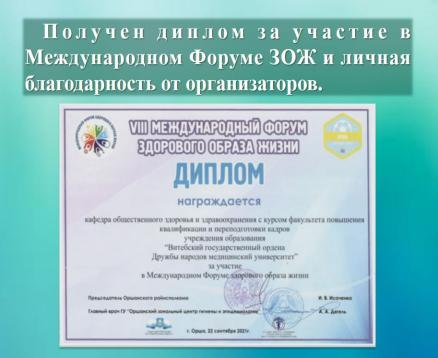 Получен диплом за участие в
Международном Форуме ЗОЖ и личная
благодарность от организаторов.
VIII МЕЖДУНАРОДНЫЙ ФОРУМ
ЗДОРОВОГО ОБРАЗА ЖИЗНИ
ДИПЛОМ
награждается
кафедра общественного здоровья и здравоохранения с курсом факультета повышения
квалификации и переподготовки кадров
учреждения образования
"Витебский государственный ордена
Дружбы народов медицинский университет"
за участие
в Международном Форуме здорового образа жизни
Председатель Оршанского райисполкома
И. В. Исаченко
Главный врач ГУ "Оршанский зональный центр гигиены и эпидемиологии"
г. Орша, 22 сентября 2021г.